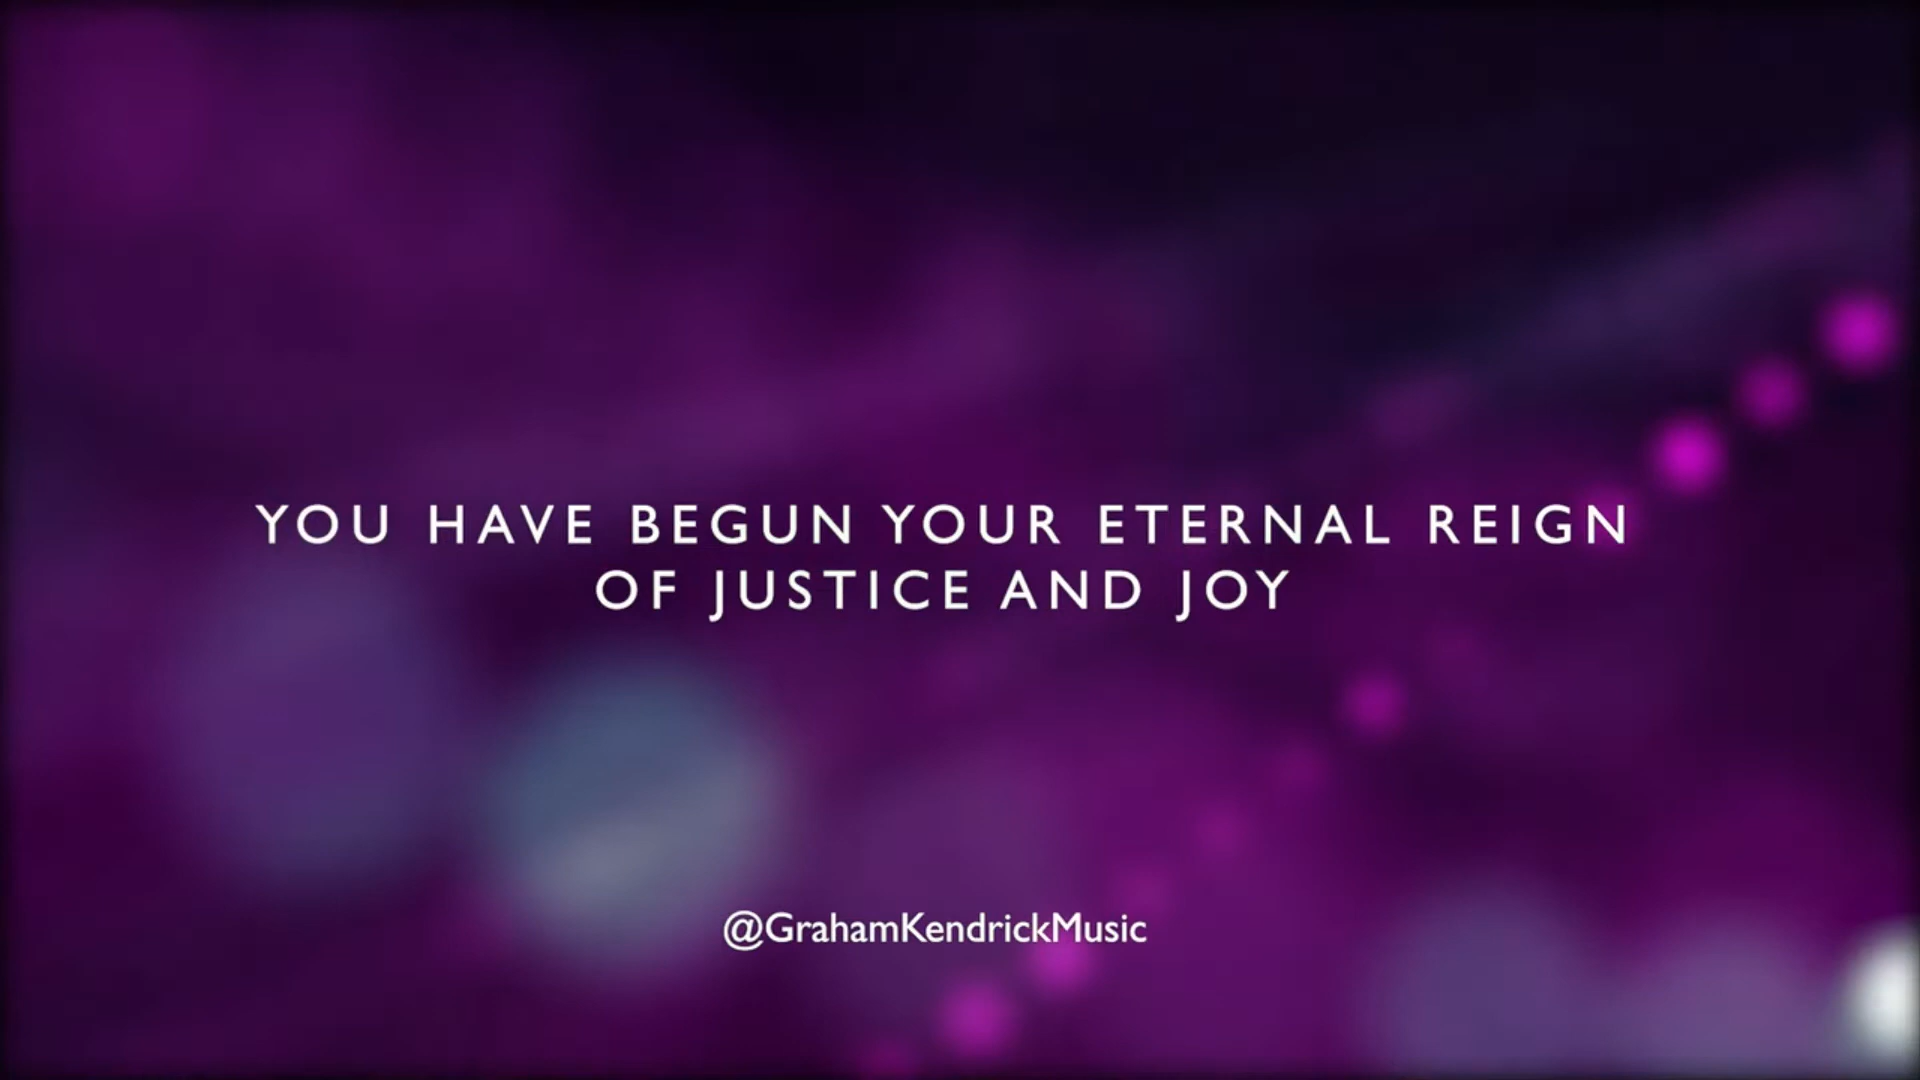 YOU HAVE BEGUN YOUR ETERNAL REIGN
OF JUSTICE AND JOY
@GrahamKendrickMusic